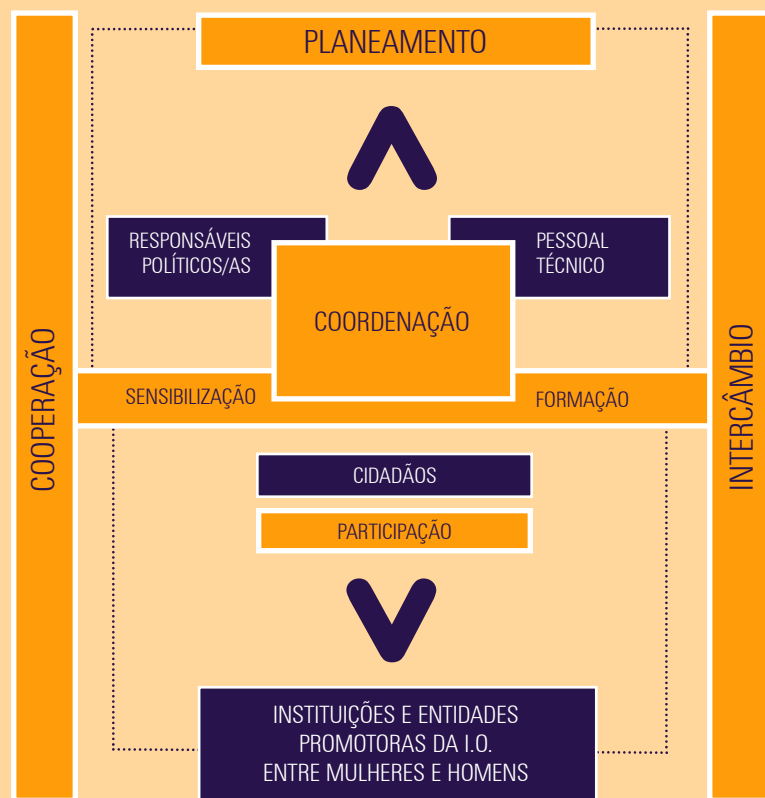 PLANEAMENTO
RESPONSÁVEIS
POLÍTICOS/AS
PESSOAL
TÉCNICO
COORDENAÇÃO
SENSIBILIZAÇÃO
FORMAÇÃO
COOPERAÇÃO
INTERCÂMBIO
CIDADÃOS
PARTICIPAÇÃO
INSTITUIÇÕES E ENTIDADES
PROMOTORAS DA I.O.
ENTRE MULHERES E HOMENS